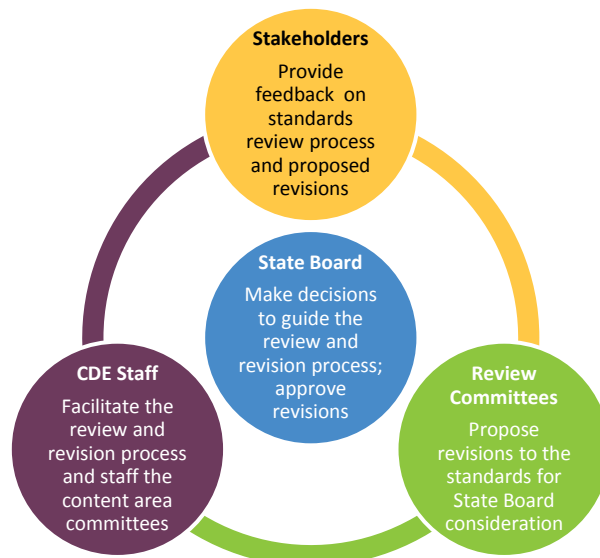 Stakeholders
Provide
feedback on
standards
review process
and proposed
revisions
State Board
Make decisions
to guide the
review and
revision process;
approve
revisions
CDE Staff
Facilitate the
review and
revision process
and staff the
content area
committees
Review
Committees
Propose
revisions to the
standards for
State Board
consideration